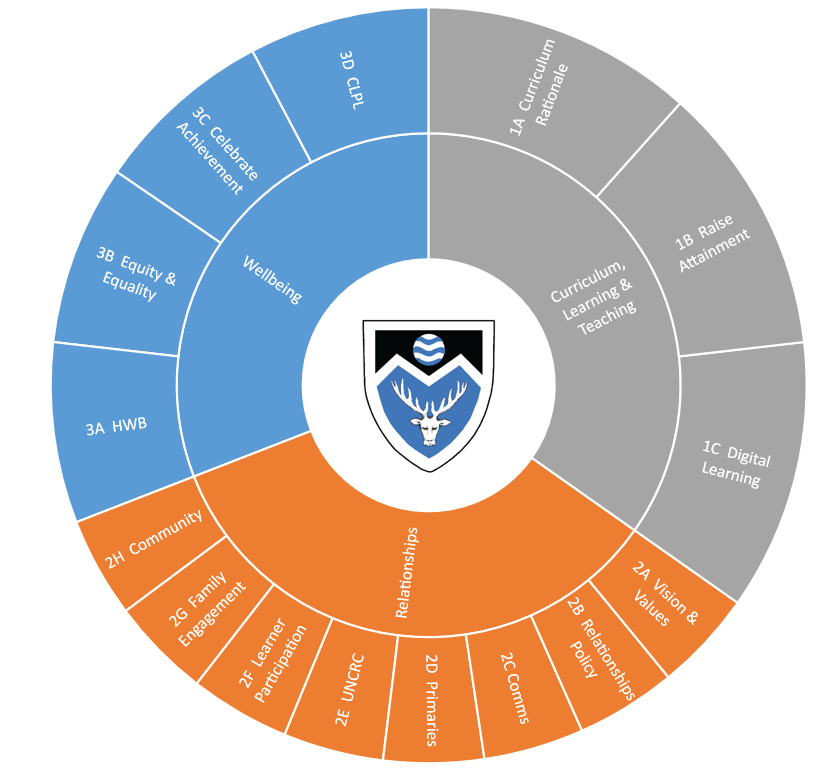 Curriculum,
Learning &
Teaching
1A Curriculum
Rationale
1B Raise
Attainment
1C Digital
Learning
Relationships
2A Vision &
Values
2B Relationships
Policy
2C Comms
2D Primaries
2E UNCRC
2F Learner
Participation
2G Family
Engagement
2H Community
Wellbeing
3A HWB
3B Equity &
Equality
3C Celebrate
Achievement
3D CLPL